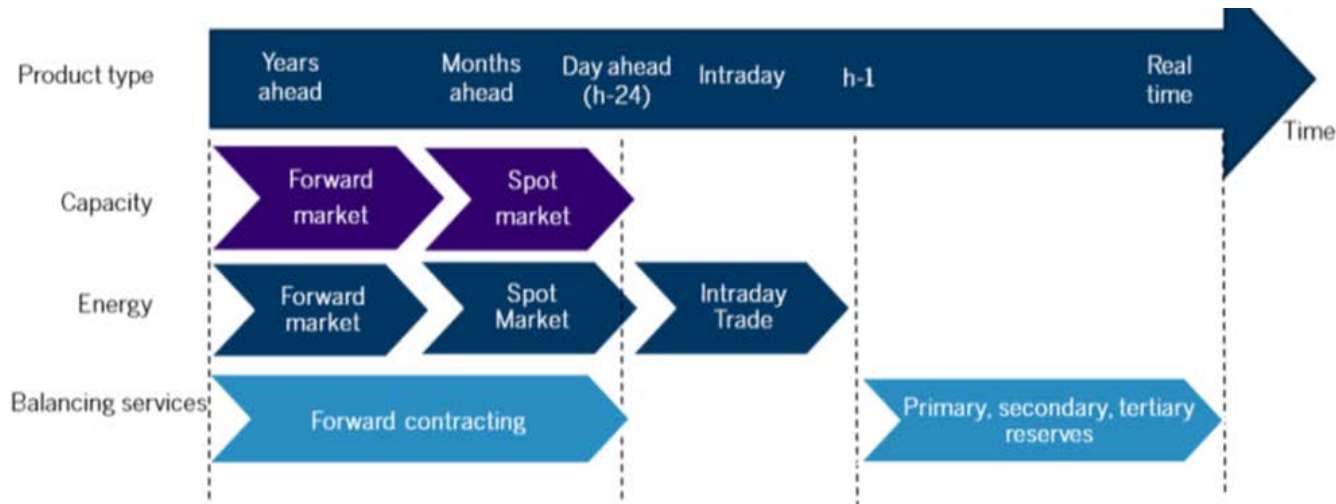 Product type
Years
ahead
Months
ahead
Day ahead
(h-24)
Intraday
h-1
Real
time
Time
Capacity
Forward
market
Spot
market
Energy
Forward
market
Spot
Market
Intraday
Trade
Balancing services
Forward contracting
Primary, secondary, tertiary
reserves